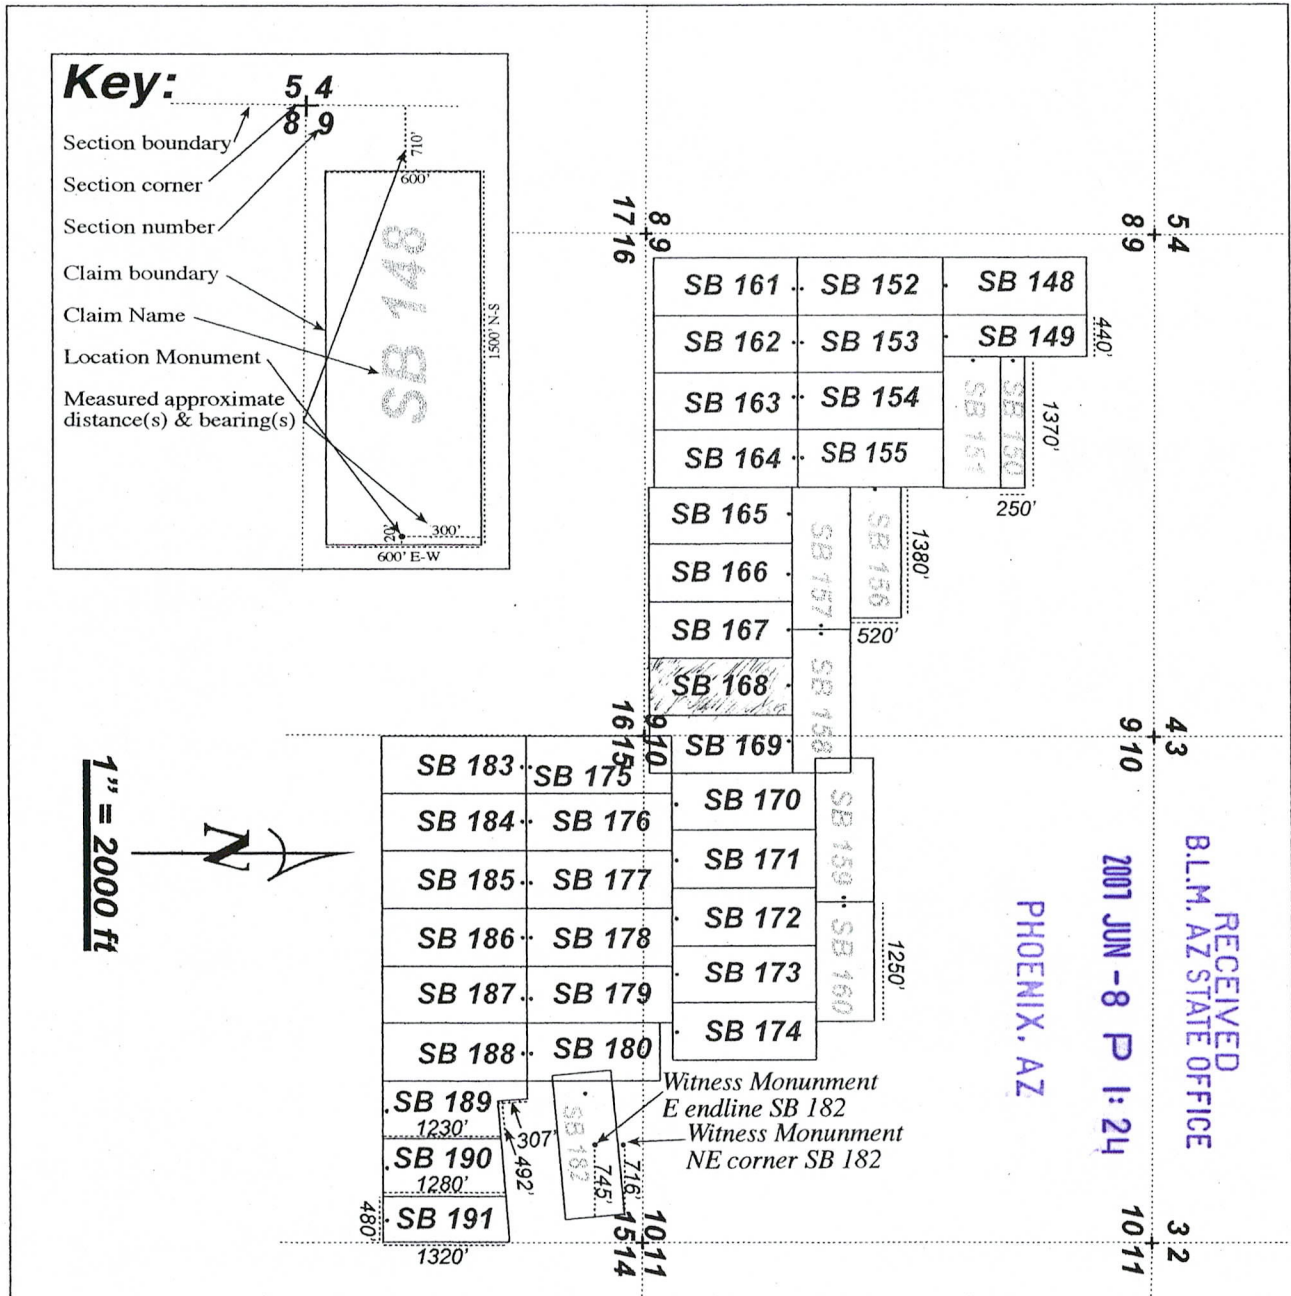 Key:
5 4
8 9
Section boundary
Section corner
Section number
Claim boundary
Claim Name
Location Monument
Measured approximate
distance(s) & bearing(s)
710'
600'
SB 148
1500' N-S
20'
300'
600' E-W
8 9
17 16
5 4
8 9
SB 161
SB 152
SB 148
SB 162
SB 153
SB 149
440'
SB 163
SB 154
SB 151
SB 150
1370'
SB 164
SB 155
250'
SB 165
SB 157
SB 156
1380'
SB 166
SB 167
520'
SB 168
SB 158
SB 169
16 9
15 10
4 3
9 10
SB 183
SB 175
SB 170
SB 159
SB 184
SB 176
SB 171
SB 185
SB 177
SB 172
SB 160
1250'
SB 186
SB 178
SB 173
SB 187
SB 179
SB 174
SB 188
SB 180
1" = 2000 ft
N
SB 189
1230'
307'
492'
SB 182
Witness Monunment
E endline SB 182
Witness Monunment
NE corner SB 182
745'
716'
SB 190
1280'
480'
SB 191
1320'
10 11
15 14
3 2
10 11
RECEIVED
B.L.M. AZ STATE OFFICE
2007 JUN -8 P 1: 24
PHOENIX, AZ